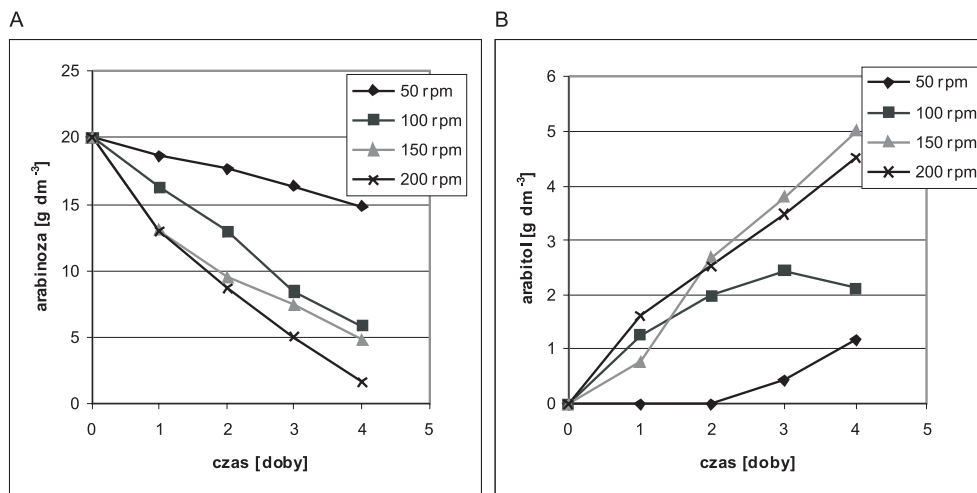 A
25
20
15
10
5
0
arabinoza [g dm⁻³]
0 1 2 3 4 5
czas [doby]
50 rpm
100 rpm
150 rpm
200 rpm
B
6
5
4
3
2
1
0
arabitol [g dm⁻³]
0 1 2 3 4 5
czas [doby]
50 rpm
100 rpm
150 rpm
200 rpm